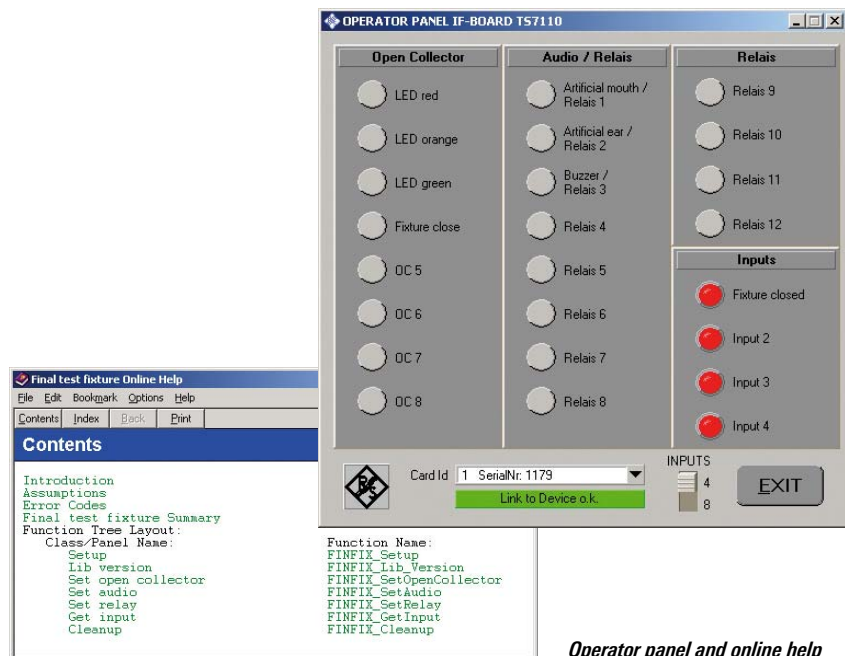 OPERATOR PANEL IF-BOARD TS7110
Open Collector
LED red
LED orange
LED green
Fixture close
OC 5
OC 6
OC 7
OC 8
Audio / Relais
Artificial mouth /
Relais 1
Artificial ear /
Relais 2
Buzzer /
Relais 3
Relais 4
Relais 5
Relais 6
Relais 7
Relais 8
Relais
Relais 9
Relais 10
Relais 11
Relais 12
Inputs
Fixture closed
Input 2
Input 3
Input 4
R&S
Card Id 1 SerialNr: 1179
Link to Device o.k.
INPUTS
4
8
EXIT
Final test fixture Online Help
File Edit Bookmark Options Help
Contents Index Back Print
Contents
Introduction
Assumptions
Error Codes
Final test fixture Summary
Function Tree Layout:
Class/Panel Name: Function Name:
Setup FINFIX_Setup
Lib version FINFIX_Lib_Version
Set open collector FINFIX_SetOpenCollector
Set audio FINFIX_SetAudio
Set relay FINFIX_SetRelay
Get input FINFIX_GetInput
Cleanup FINFIX_Cleanup
Operator panel and online help